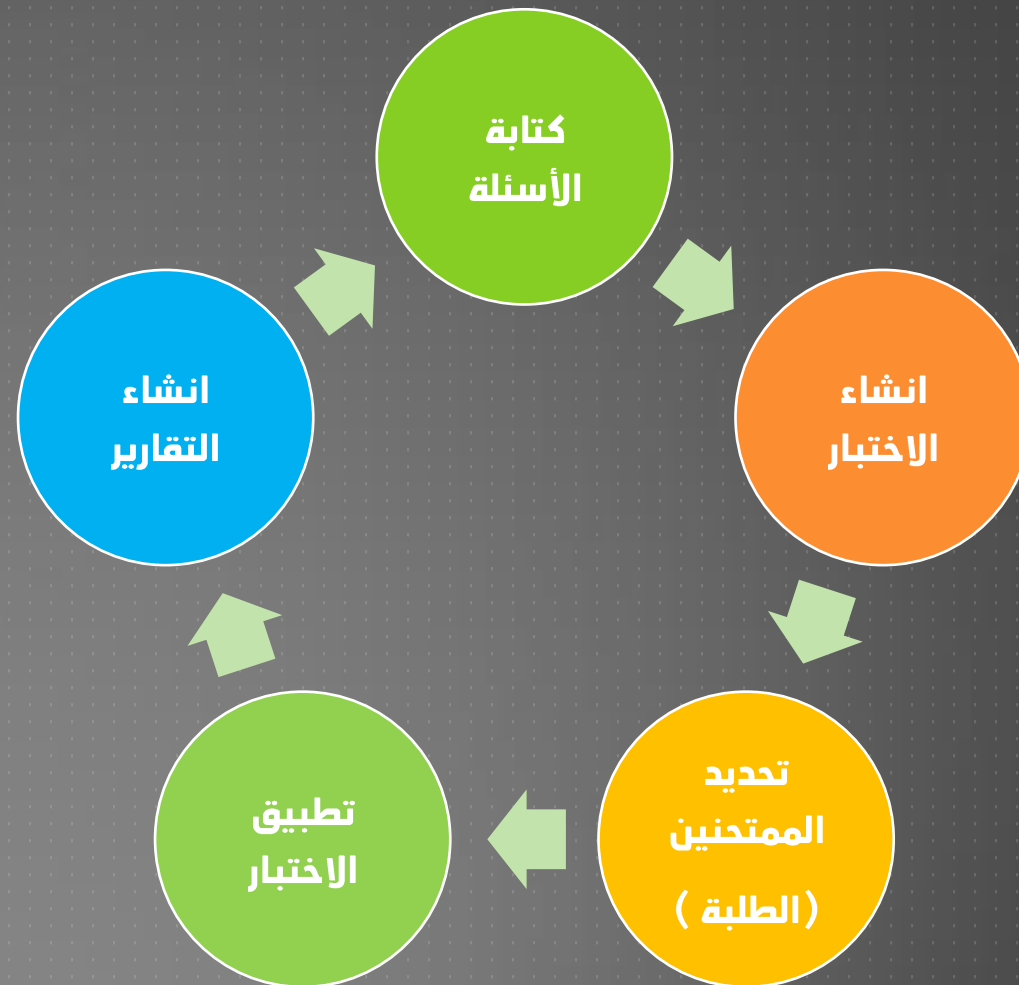 كتابة
الأسئلة
انشاء
الاختبار
تحديد
الممتحنين
(الطلبة )
تطبيق
الاختبار
انشاء
التقارير